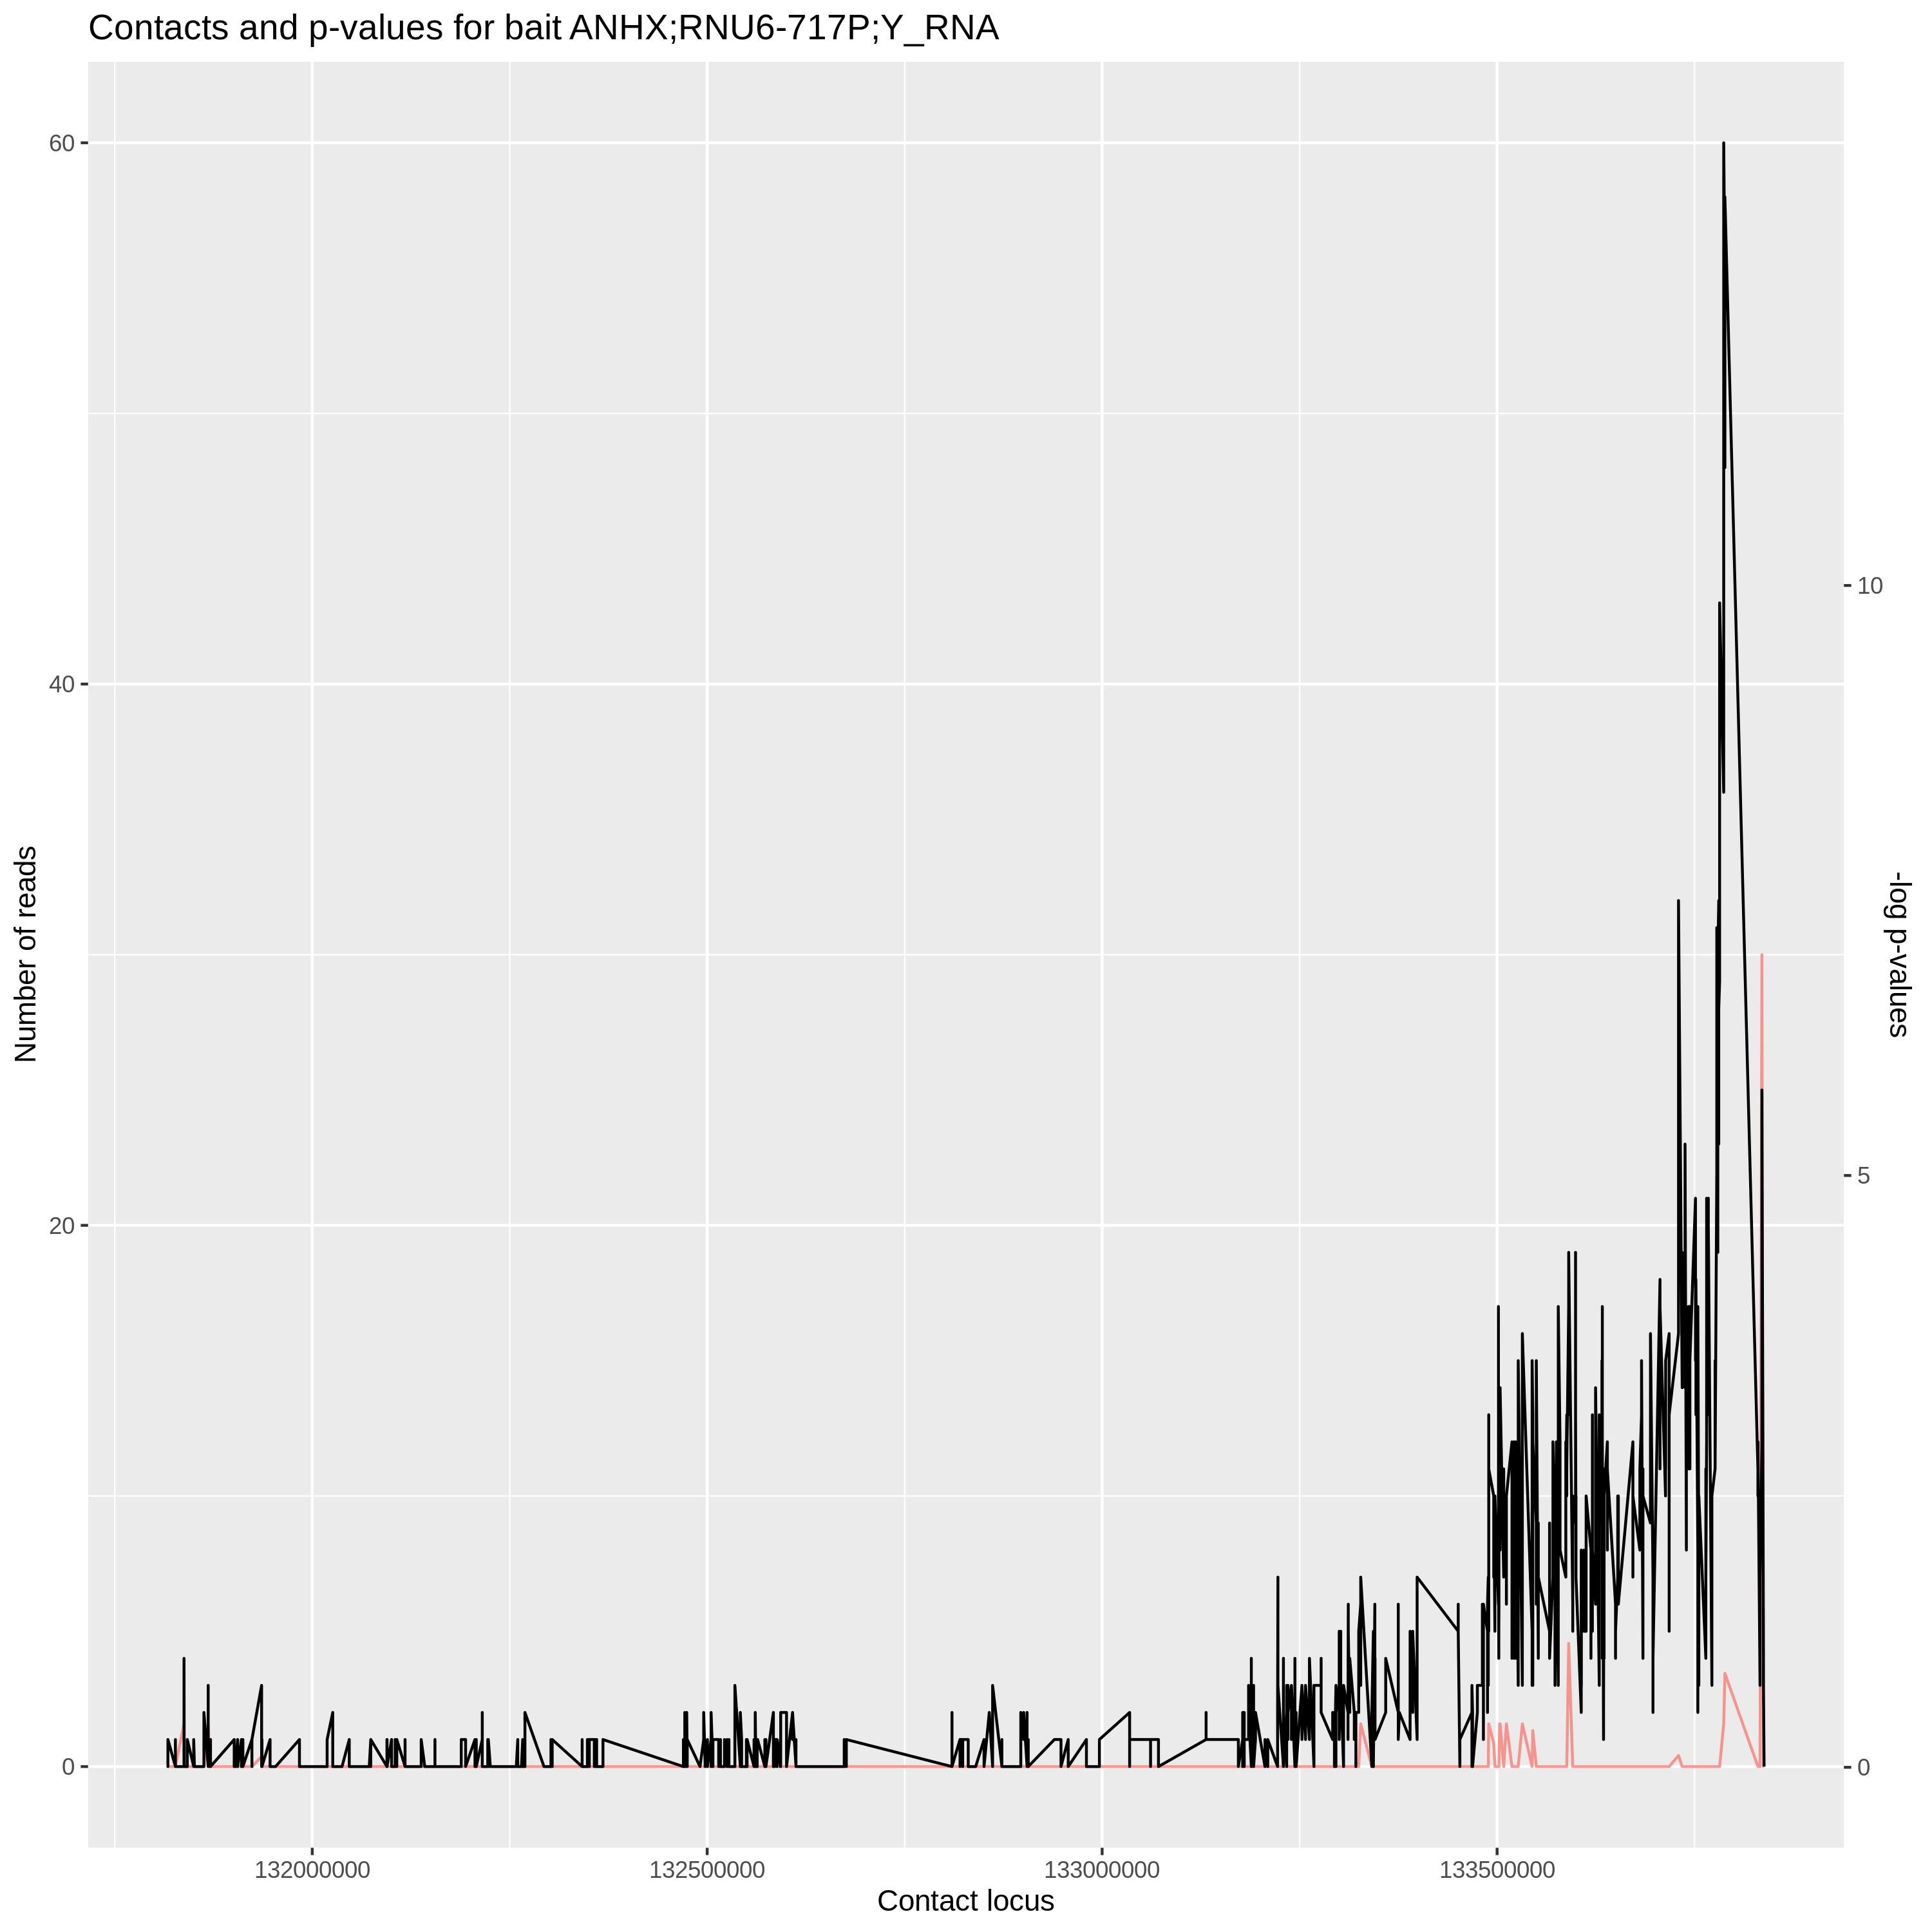 Contacts and p-values for bait ANHX;RNU6-717P;Y_RNA
60
40
20
0
Number of reads
10
5
0
-log p-values
132000000
132500000
133000000
133500000
Contact locus